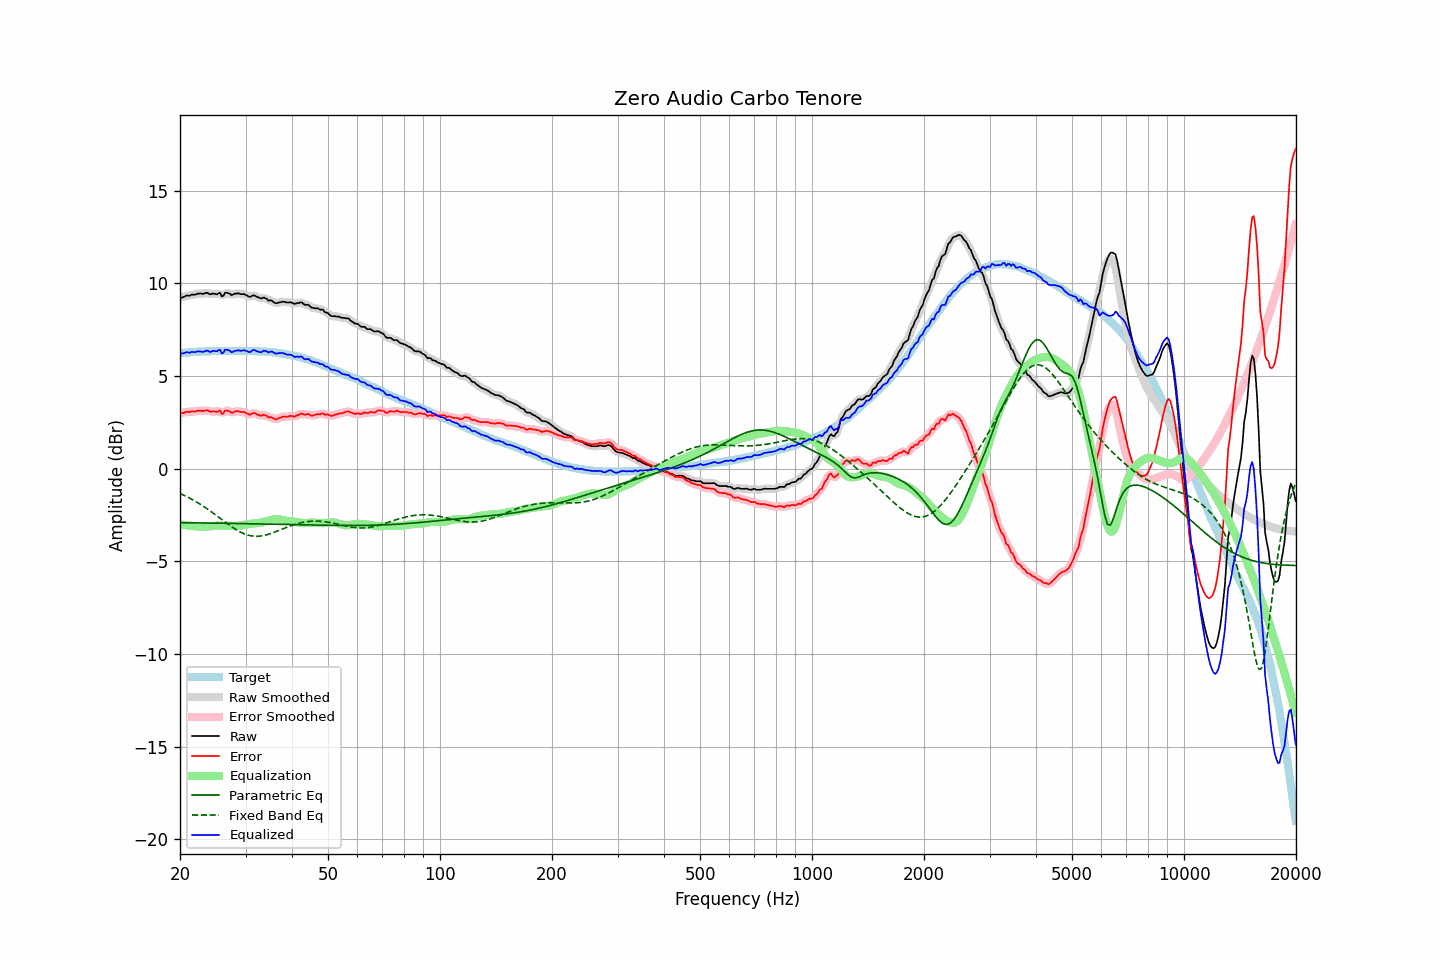 Zero Audio Carbo Tenore
Amplitude (dBr)
15
10
5
0
−5
−10
−15
−20
Target
Raw Smoothed
Error Smoothed
Raw
Error
Equalization
Parametric Eq
Fixed Band Eq
Equalized
20 50 100 200 500 1000 2000 5000 10000 20000
Frequency (Hz)